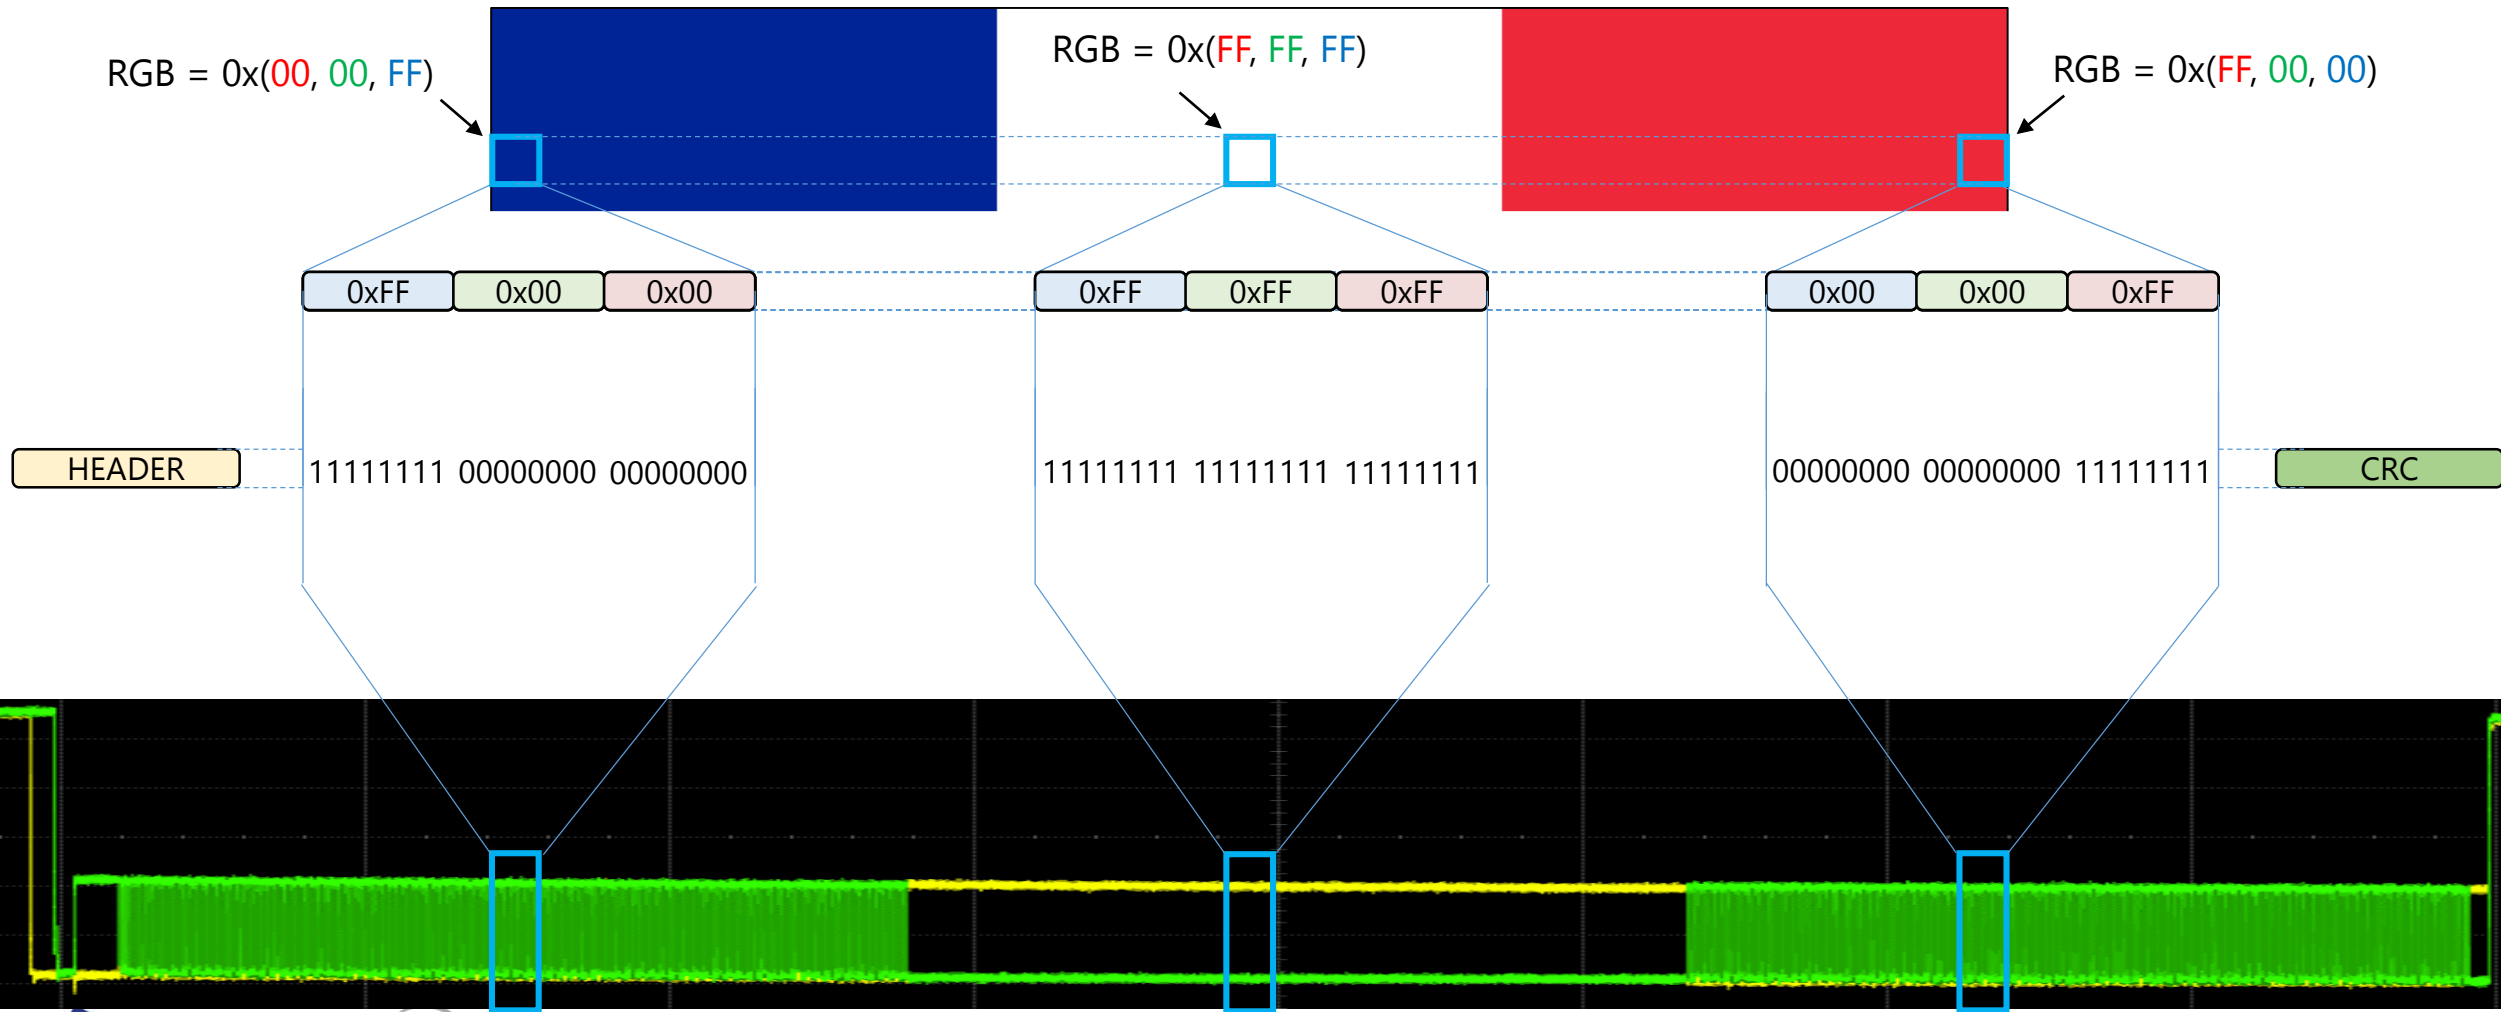 RGB = 0x(00, 00, FF)
RGB = 0x(FF, FF, FF)
RGB = 0x(FF, 00, 00)
0xFF 0x00 0x00
0xFF 0xFF 0xFF
0x00 0x00 0xFF
HEADER
11111111 00000000 00000000
11111111 11111111 11111111
00000000 00000000 11111111
CRC